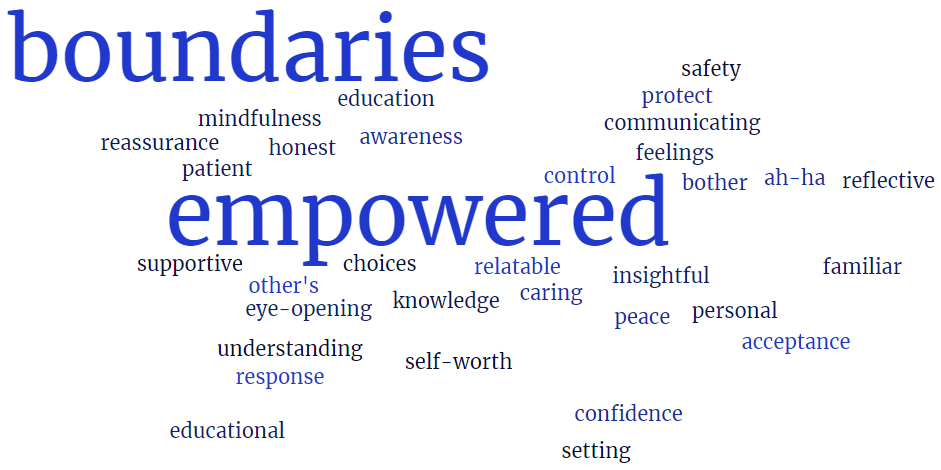 boundaries
safety
education
protect
mindfulness
communicating
awareness
reassurance
honest
feelings
patient
control
bother
ah-ha
reflective
empowered
supportive
choices
relatable
insightful
familiar
other's
caring
knowledge
eye-opening
peace
personal
acceptance
understanding
self-worth
response
confidence
educational
setting